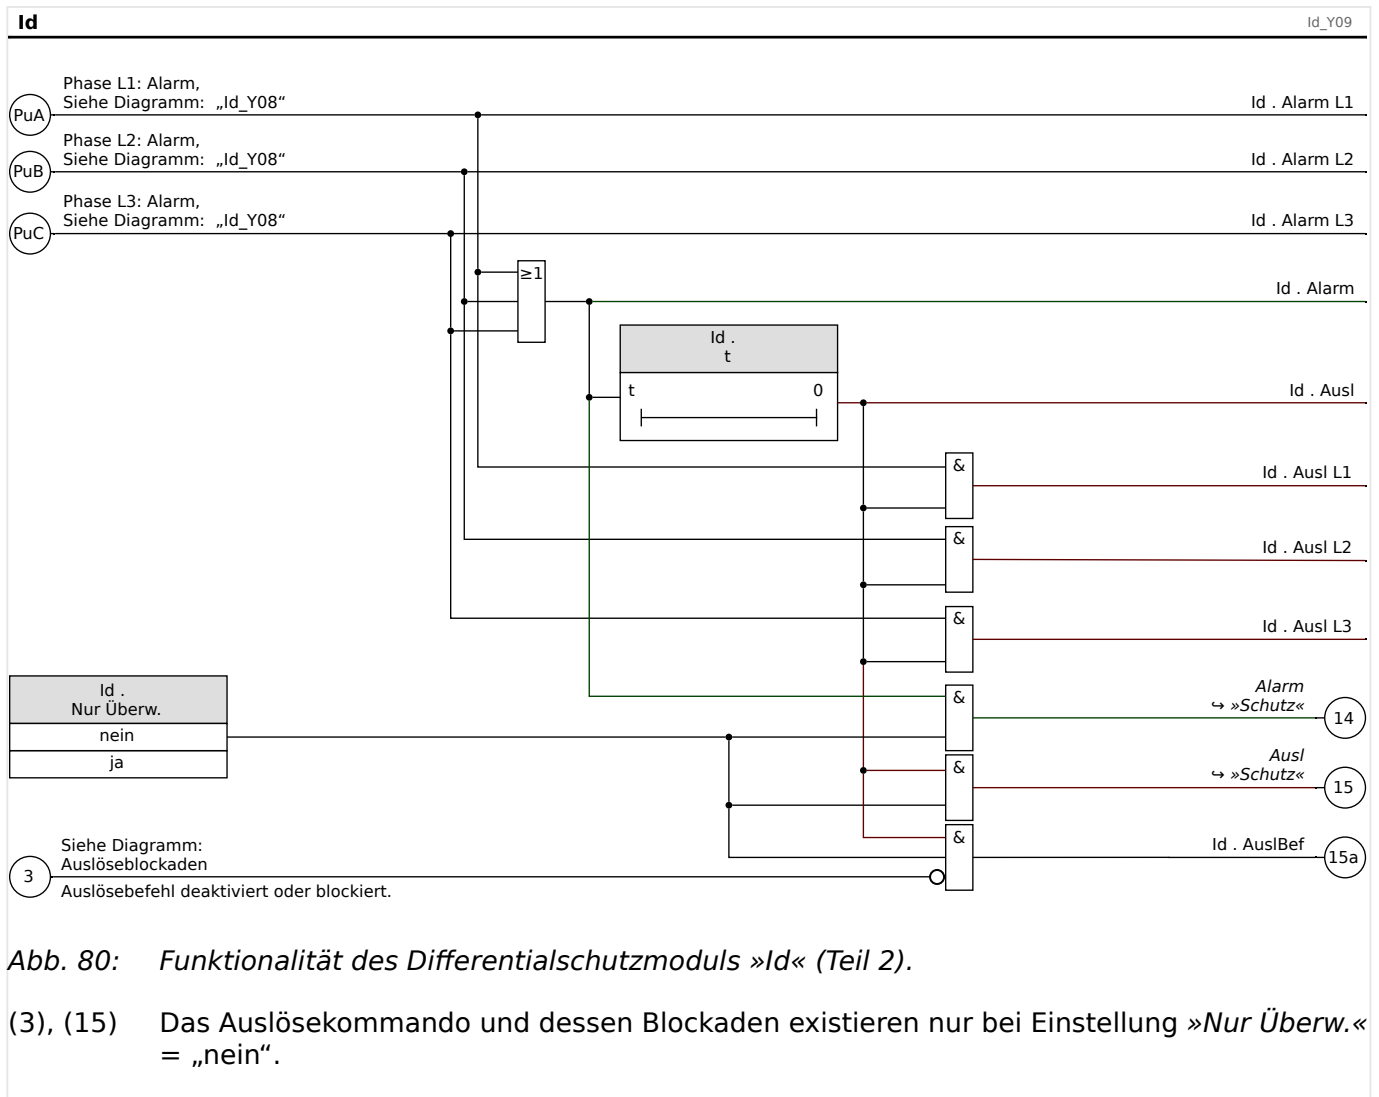 Id
Id_Y09
Phase L1: Alarm,
Siehe Diagramm: „Id_Y08“
PuA
Id . Alarm L1
Phase L2: Alarm,
Siehe Diagramm: „Id_Y08“
PuB
Id . Alarm L2
Phase L3: Alarm,
Siehe Diagramm: „Id_Y08“
PuC
Id . Alarm L3
≥1
Id . Alarm
Id .
t
t 0
Id . Ausl
&
Id . Ausl L1
&
Id . Ausl L2
&
Id . Ausl L3
Id .
Nur Überw.
nein
ja
&
Alarm
↪ »Schutz«
14
&
Ausl
↪ »Schutz«
15
&
Id . AuslBef
15a
Siehe Diagramm:
Auslöseblockaden
3
Auslösebefehl deaktiviert oder blockiert.
Abb. 80: Funktionalität des Differentialschutzmoduls »Id« (Teil 2).
(3), (15) Das Auslösekommando und dessen Blockaden existieren nur bei Einstellung »Nur Überw.«
= „nein“.